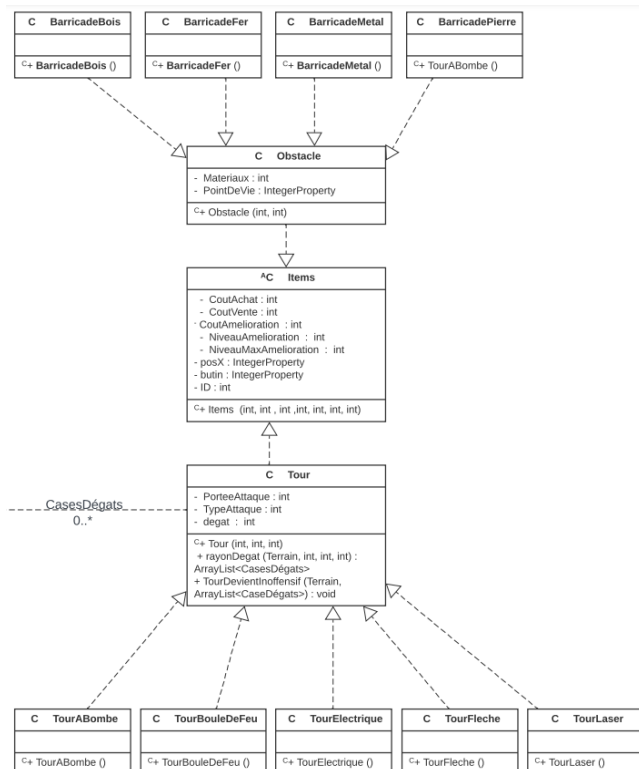 C BarricadeBois
C+ BarricadeBois ()
C BarricadeFer
C+ BarricadeFer ()
C BarricadeMetal
C+ BarricadeMetal ()
C BarricadePierre
C+ TourABombe ()
C Obstacle
- Materiaux : int
- PointDeVie : IntegerProperty
C+ Obstacle (int, int)
AC Items
- CoutAchat : int
- CoutVente : int
- CoutAmelioration : int
- NiveauAmelioration : int
- NiveauMaxAmelioration : int
- posX : IntegerProperty
- butin : IntegerProperty
- ID : int
C+ Items (int, int , int ,int, int, int, int)
C Tour
- PorteeAttaque : int
- TypeAttaque : int
- degat : int
C+ Tour (int, int, int)
+ rayonDegat (Terrain, int, int, int) :
ArrayList<CasesDégats>
+ TourDevientInoffensif (Terrain,
ArrayList<CaseDégats>) : void
CasesDégats
0..*
C TourABombe
C+ TourABombe ()
C TourBouleDeFeu
C+ TourBouleDeFeu ()
C TourElectrique
C+ TourElectrique ()
C TourFleche
C+ TourFleche ()
C TourLaser
C+ TourLaser ()